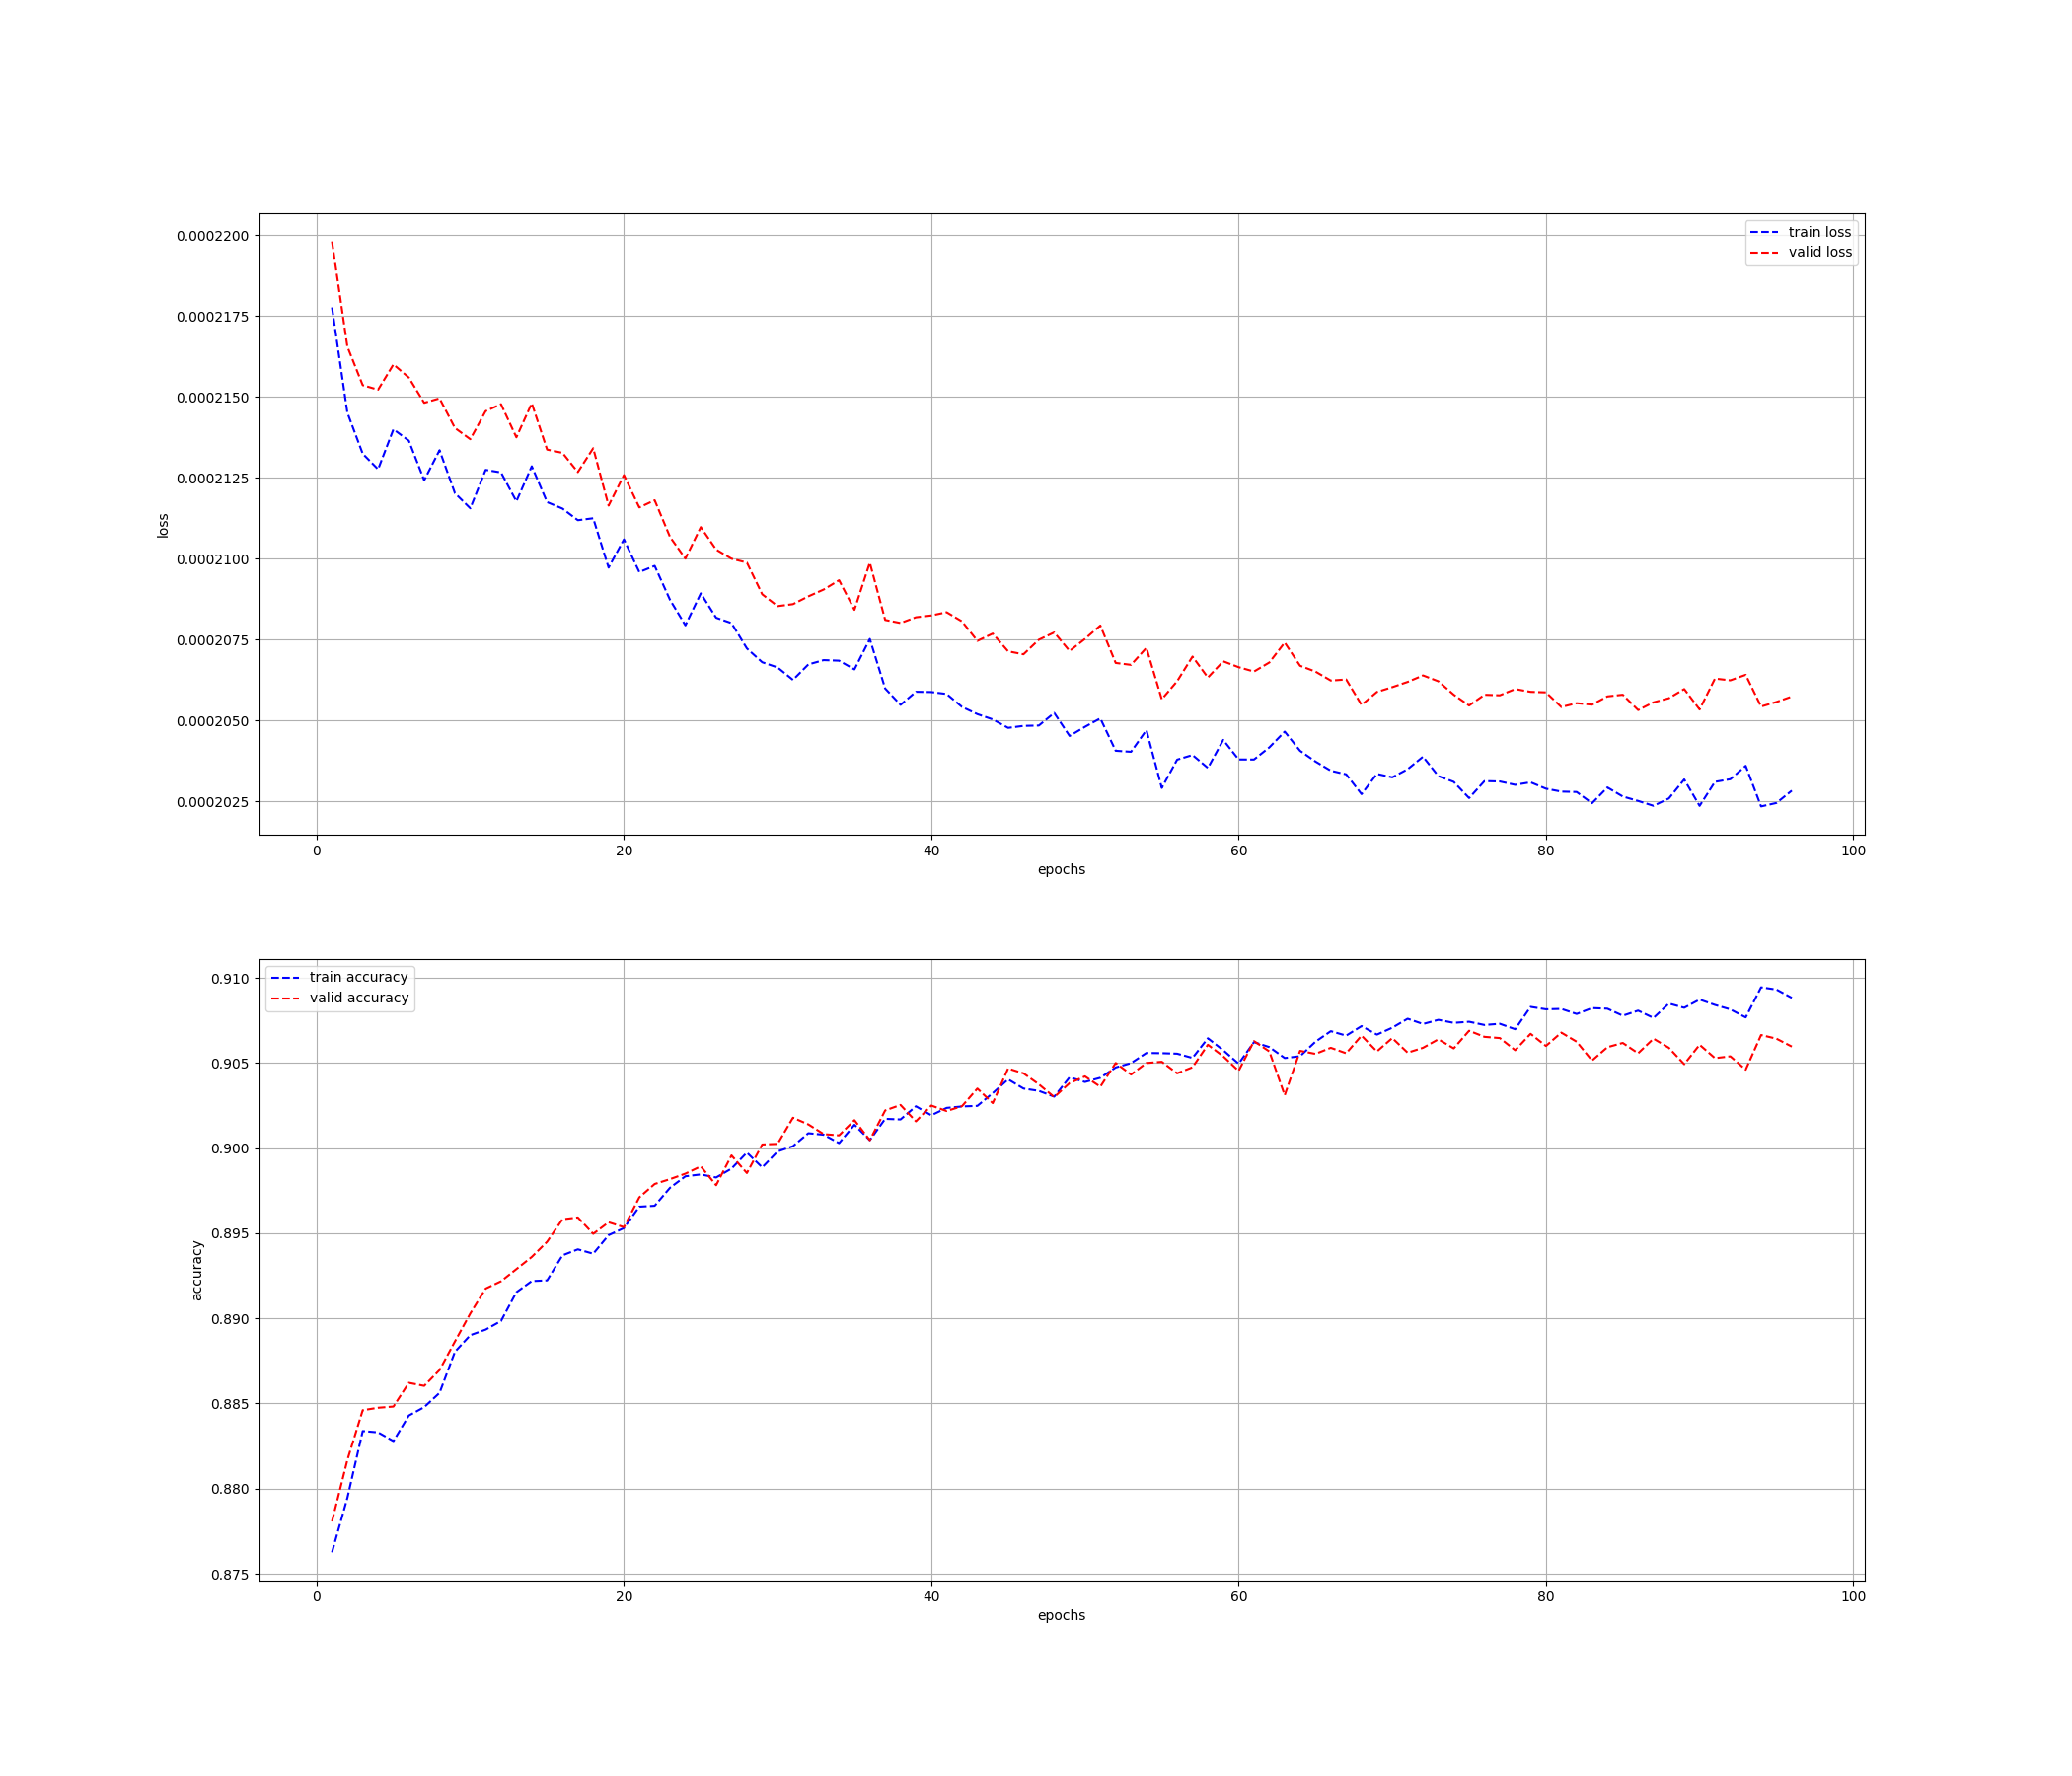 0.0002200
0.0002175
0.0002150
0.0002125
0.0002100
0.0002075
0.0002050
0.0002025
loss
train loss
valid loss
0 20 40 60 80 100
epochs
0.910
0.905
0.900
0.895
0.890
0.885
0.880
0.875
accuracy
train accuracy
valid accuracy
0 20 40 60 80 100
epochs